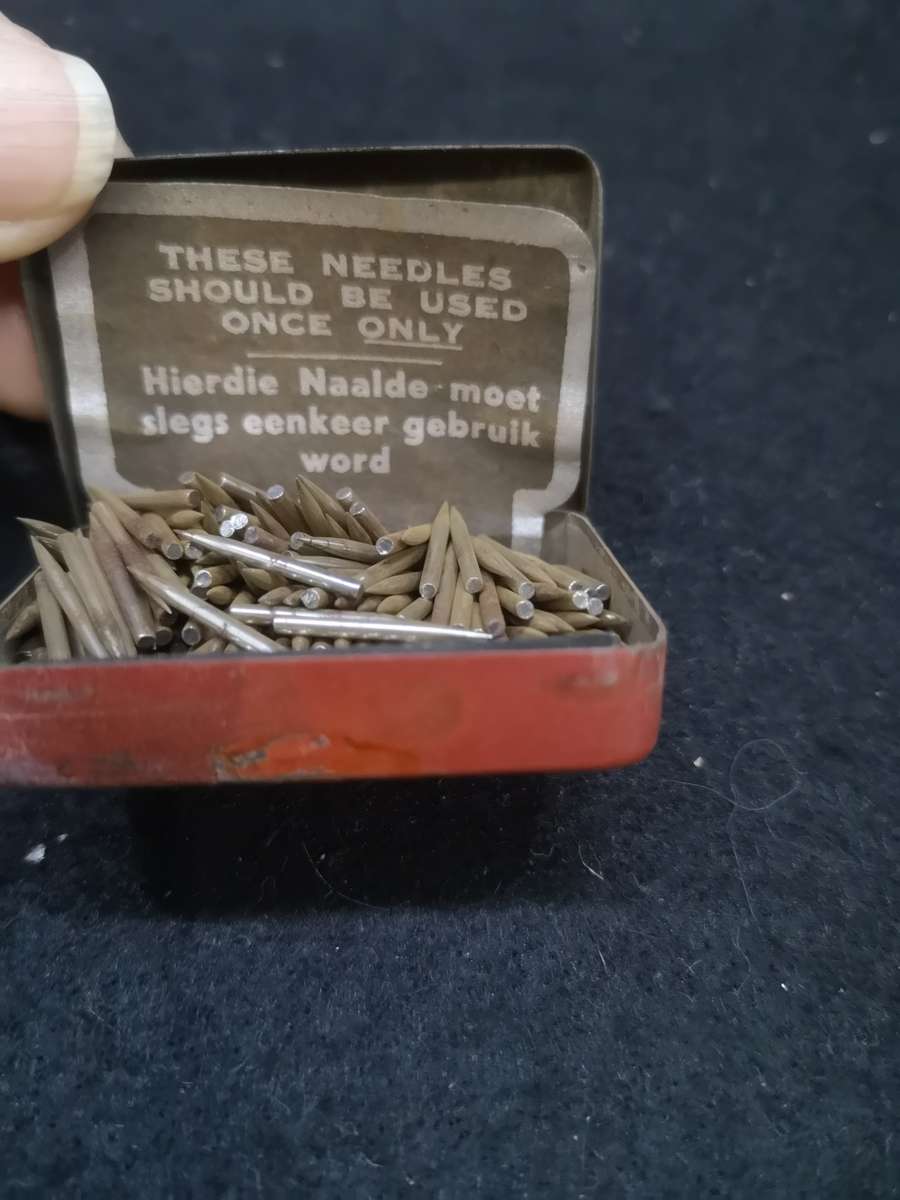 THESE NEEDLES
SHOULD BE USED
ONCE ONLY
Hierdie Naalde moet
slegs eenkeer gebruik
word